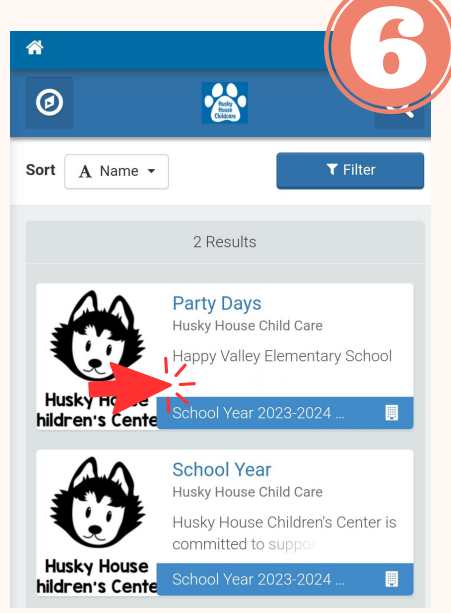 6
Husky
House
Childcare
Sort A Name
Filter
2 Results
Party Days
Husky House Child Care
Happy Valley Elementary School
Husky House
hildren's Cente
School Year 2023-2024 ...
School Year
Husky House Child Care
Husky House Children's Center is
committed to suppor
Husky House
hildren's Cente
School Year 2023-2024 ...